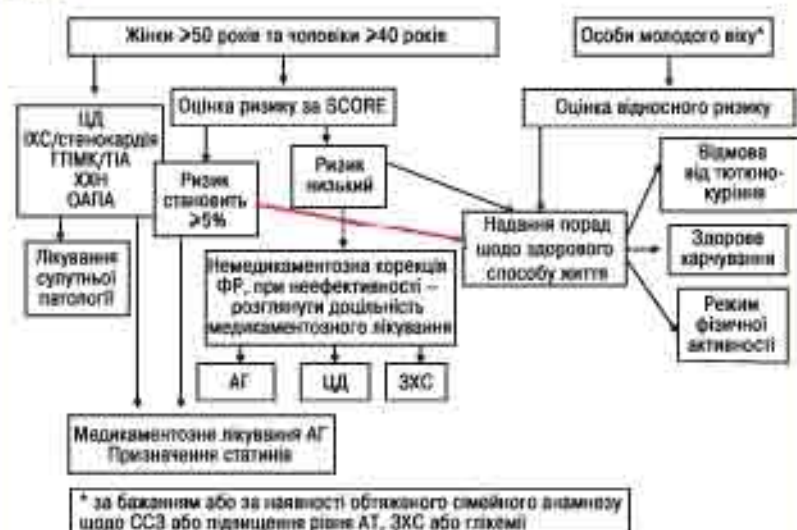 Жінки >50 років та чоловіки >40 років
Особи молодого віку*
ЦД
ІХС/стенокардія
ГПМК/ТІА
ХХН
ОАПА
Оцінка ризику за SCORE
Оцінка відносного ризику
Ризик
становить
≥5%
Ризик
низький
Надання порад
щодо здорового
способу життя
Відмова
від тютюно-
куріння
Здорове
харчування
Режим
фізичної
активності
Лікування
супутньої
патології
Немедикаментозна корекція
ФР, при неефективності –
розглянути доцільність
медикаментозного лікування
АГ
ЦД
ЗХС
Медикаментозне лікування АГ
Призначення статинів
* за бажанням або за наявності обтяженого сімейного анамнезу
щодо ССЗ або підвищення рівня АТ, ЗХС або глікемії